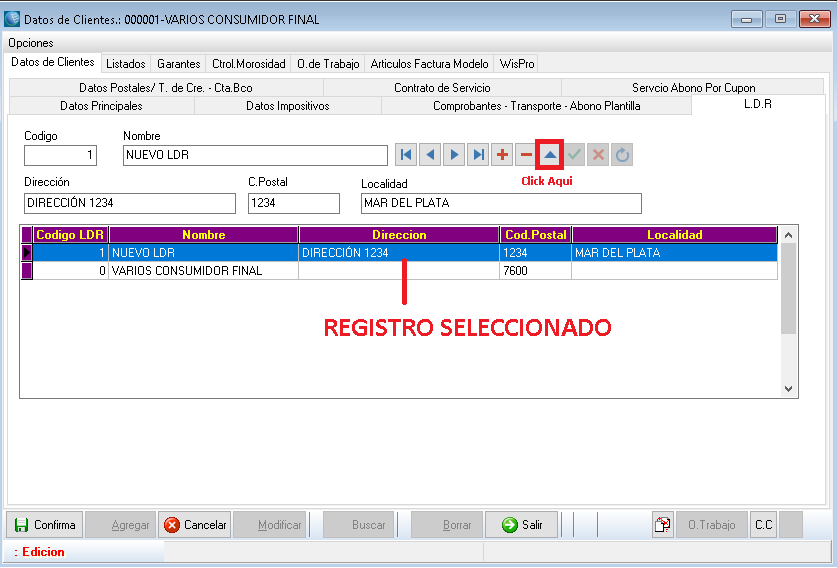 Datos de Clientes.: 000001-VARIOS CONSUMIDOR FINAL
Opciones
Datos de Clientes Listados Garantes Ctrol.Morosidad O.de Trabajo Articulos Factura Modelo WisPro
Datos Postales/ T. de Cre. - Cta.Bco Contrato de Servicio Servcio Abono Por Cupon
Datos Principales Datos Impositivos Comprobantes - Transporte - Abono Plantilla L.D.R
Codigo Nombre
1 NUEVO LDR
Click Aqui
Dirección C.Postal Localidad
DIRECCIÓN 1234 1234 MAR DEL PLATA
Codigo LDR Nombre Direccion Cod.Postal Localidad
1 NUEVO LDR DIRECCIÓN 1234 1234 MAR DEL PLATA
0 VARIOS CONSUMIDOR FINAL 7600
REGISTRO SELECCIONADO
Confirma Agregar Cancelar Modificar Buscar Borrar Salir O.Trabajo C.C
: Edicion